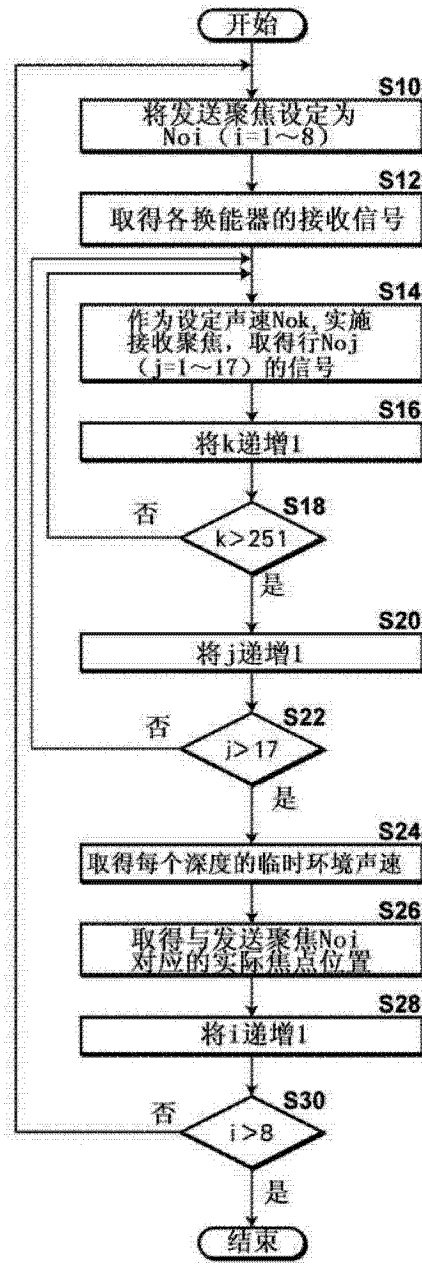 开始
S10
将发送聚焦设定为
Noi（i=1～8）
S12
取得各换能器的接收信号
S14
作为设定声速Nok,实施
接收聚焦，取得行Noj
（j=1～17）的信号
S16
将k递增1
S18
否
k>251
是
S20
将j递增1
S22
否
j>17
是
S24
取得每个深度的临时环境声速
S26
取得与发送聚焦Noi
对应的实际焦点位置
S28
将i递增1
S30
否
i>8
是
结束